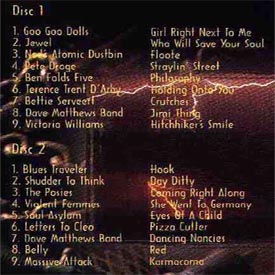 Disc 1
1. Goo Goo Dolls Girl Right Next To Me
2. Jewel Who Will Save Your Soul
3. Ned's Atomic Dustbin Floote
4. Pete Droge Straylin' Street
5. Ben Folds Five Philosophy
6. Terence Trent D'Arby Holding Onto You
7. Bettie Serveert Crutches
8. Dave Matthews Band Jimi Thing
9. Victoria Williams Hitchhiker's Smile
Disc 2
1. Blues Traveler Hook
2. Shudder To Think Day Ditty
3. The Posies Coming Right Along
4. Violent Femmes She Went To Germany
5. Soul Asylum Eyes Of A Child
6. Letters To Cleo Pizza Cutter
7. Dave Matthews Band Dancing Nancies
8. Belly Red
9. Massive Attack Karmacoma